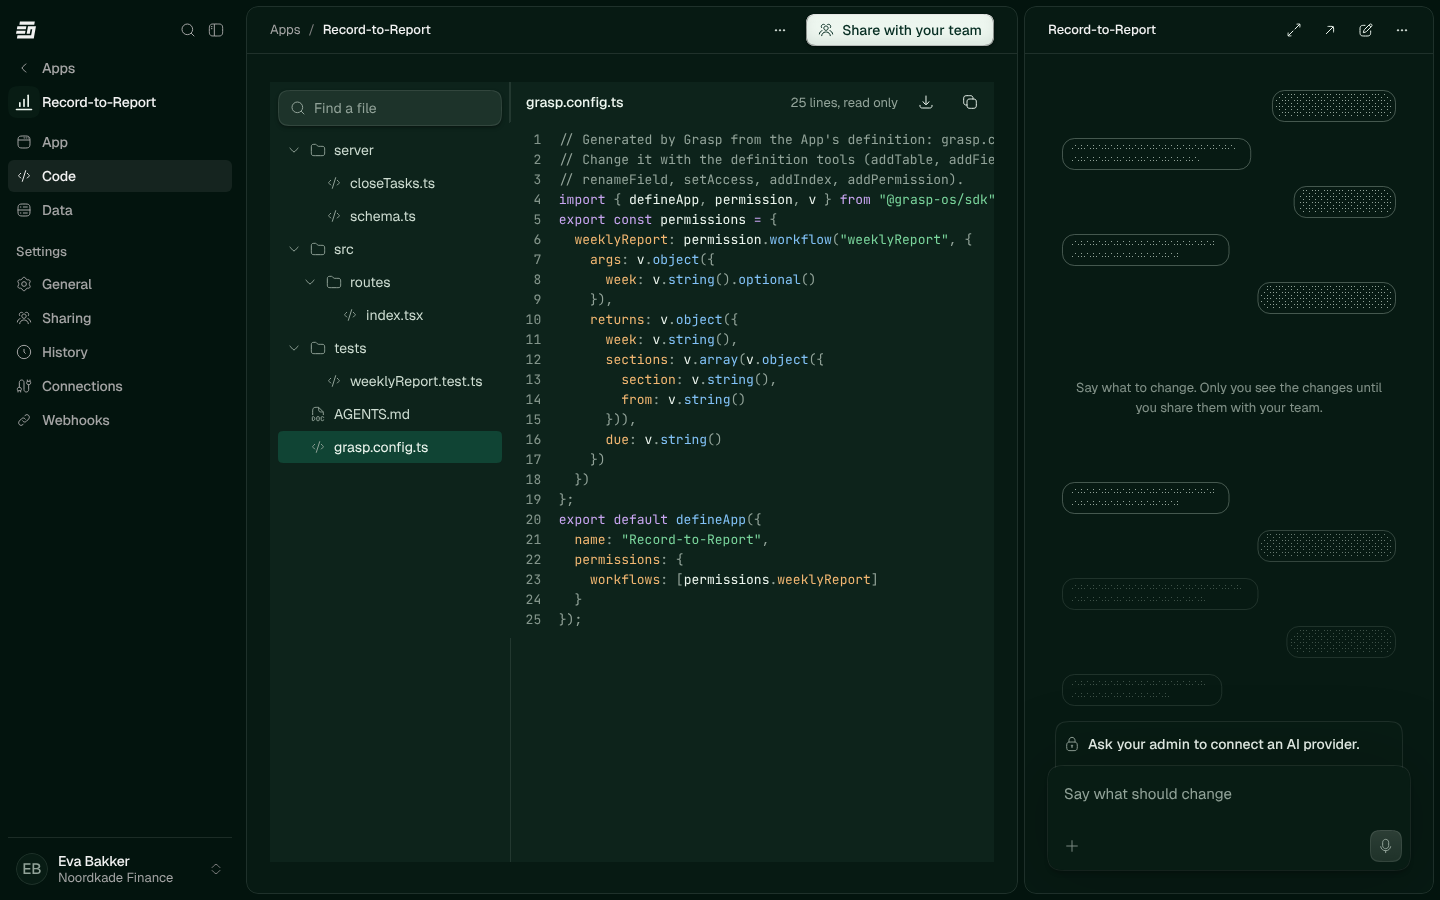 Apps
Record-to-Report
App
Code
Data
Settings
General
Sharing
History
Connections
Webhooks
EB
Eva Bakker
Noordkade Finance
Apps / Record-to-Report
Share with your team
Find a file
server
closeTasks.ts
schema.ts
src
routes
index.tsx
tests
weeklyReport.test.ts
AGENTS.md
grasp.config.ts
grasp.config.ts
25 lines, read only
1 // Generated by Grasp from the App's definition: grasp.c
2 // Change it with the definition tools (addTable, addFie
3 // renameField, setAccess, addIndex, addPermission).
4 import { defineApp, permission, v } from "@grasp-os/sdk"
5 export const permissions = {
6 weeklyReport: permission.workflow("weeklyReport", {
7 args: v.object({
8 week: v.string().optional()
9 }),
10 returns: v.object({
11 week: v.string(),
12 sections: v.array(v.object({
13 section: v.string(),
14 from: v.string()
15 })),
16 due: v.string()
17 })
18 })
19 };
20 export default defineApp({
21 name: "Record-to-Report",
22 permissions: {
23 workflows: [permissions.weeklyReport]
24 }
25 });
Record-to-Report
Say what to change. Only you see the changes until
you share them with your team.
Ask your admin to connect an AI provider.
Say what should change